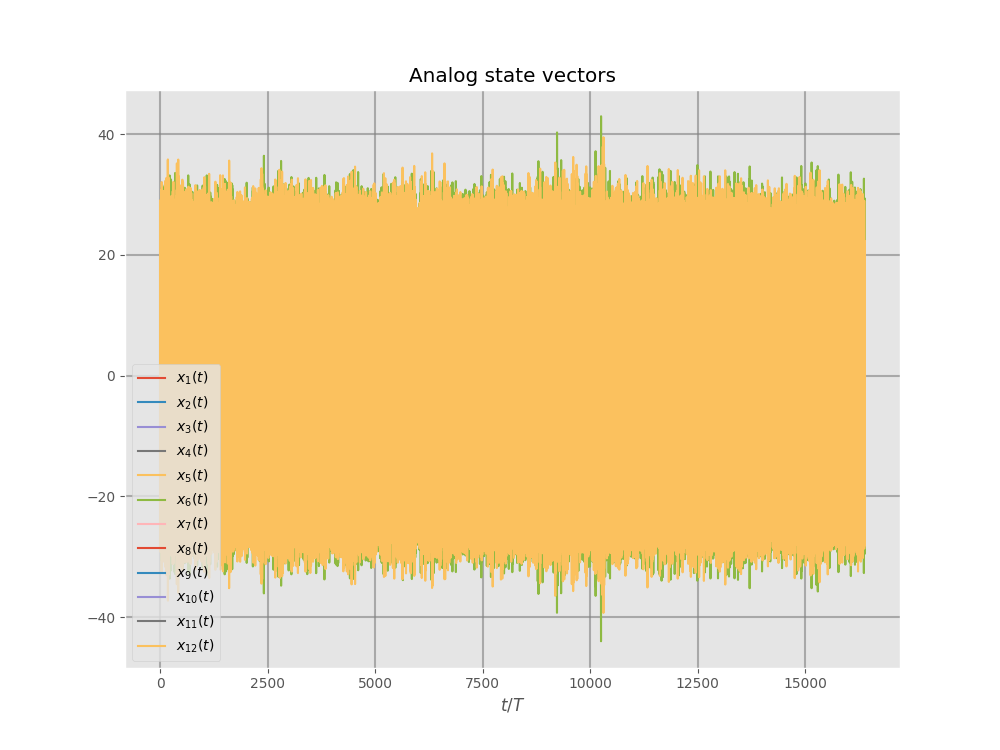 Analog state vectors
40
20
0
−20
−40
x₁(t)
x₂(t)
x₃(t)
x₄(t)
x₅(t)
x₆(t)
x₇(t)
x₈(t)
x₉(t)
x₁₀(t)
x₁₁(t)
x₁₂(t)
0 2500 5000 7500 10000 12500 15000
t/T